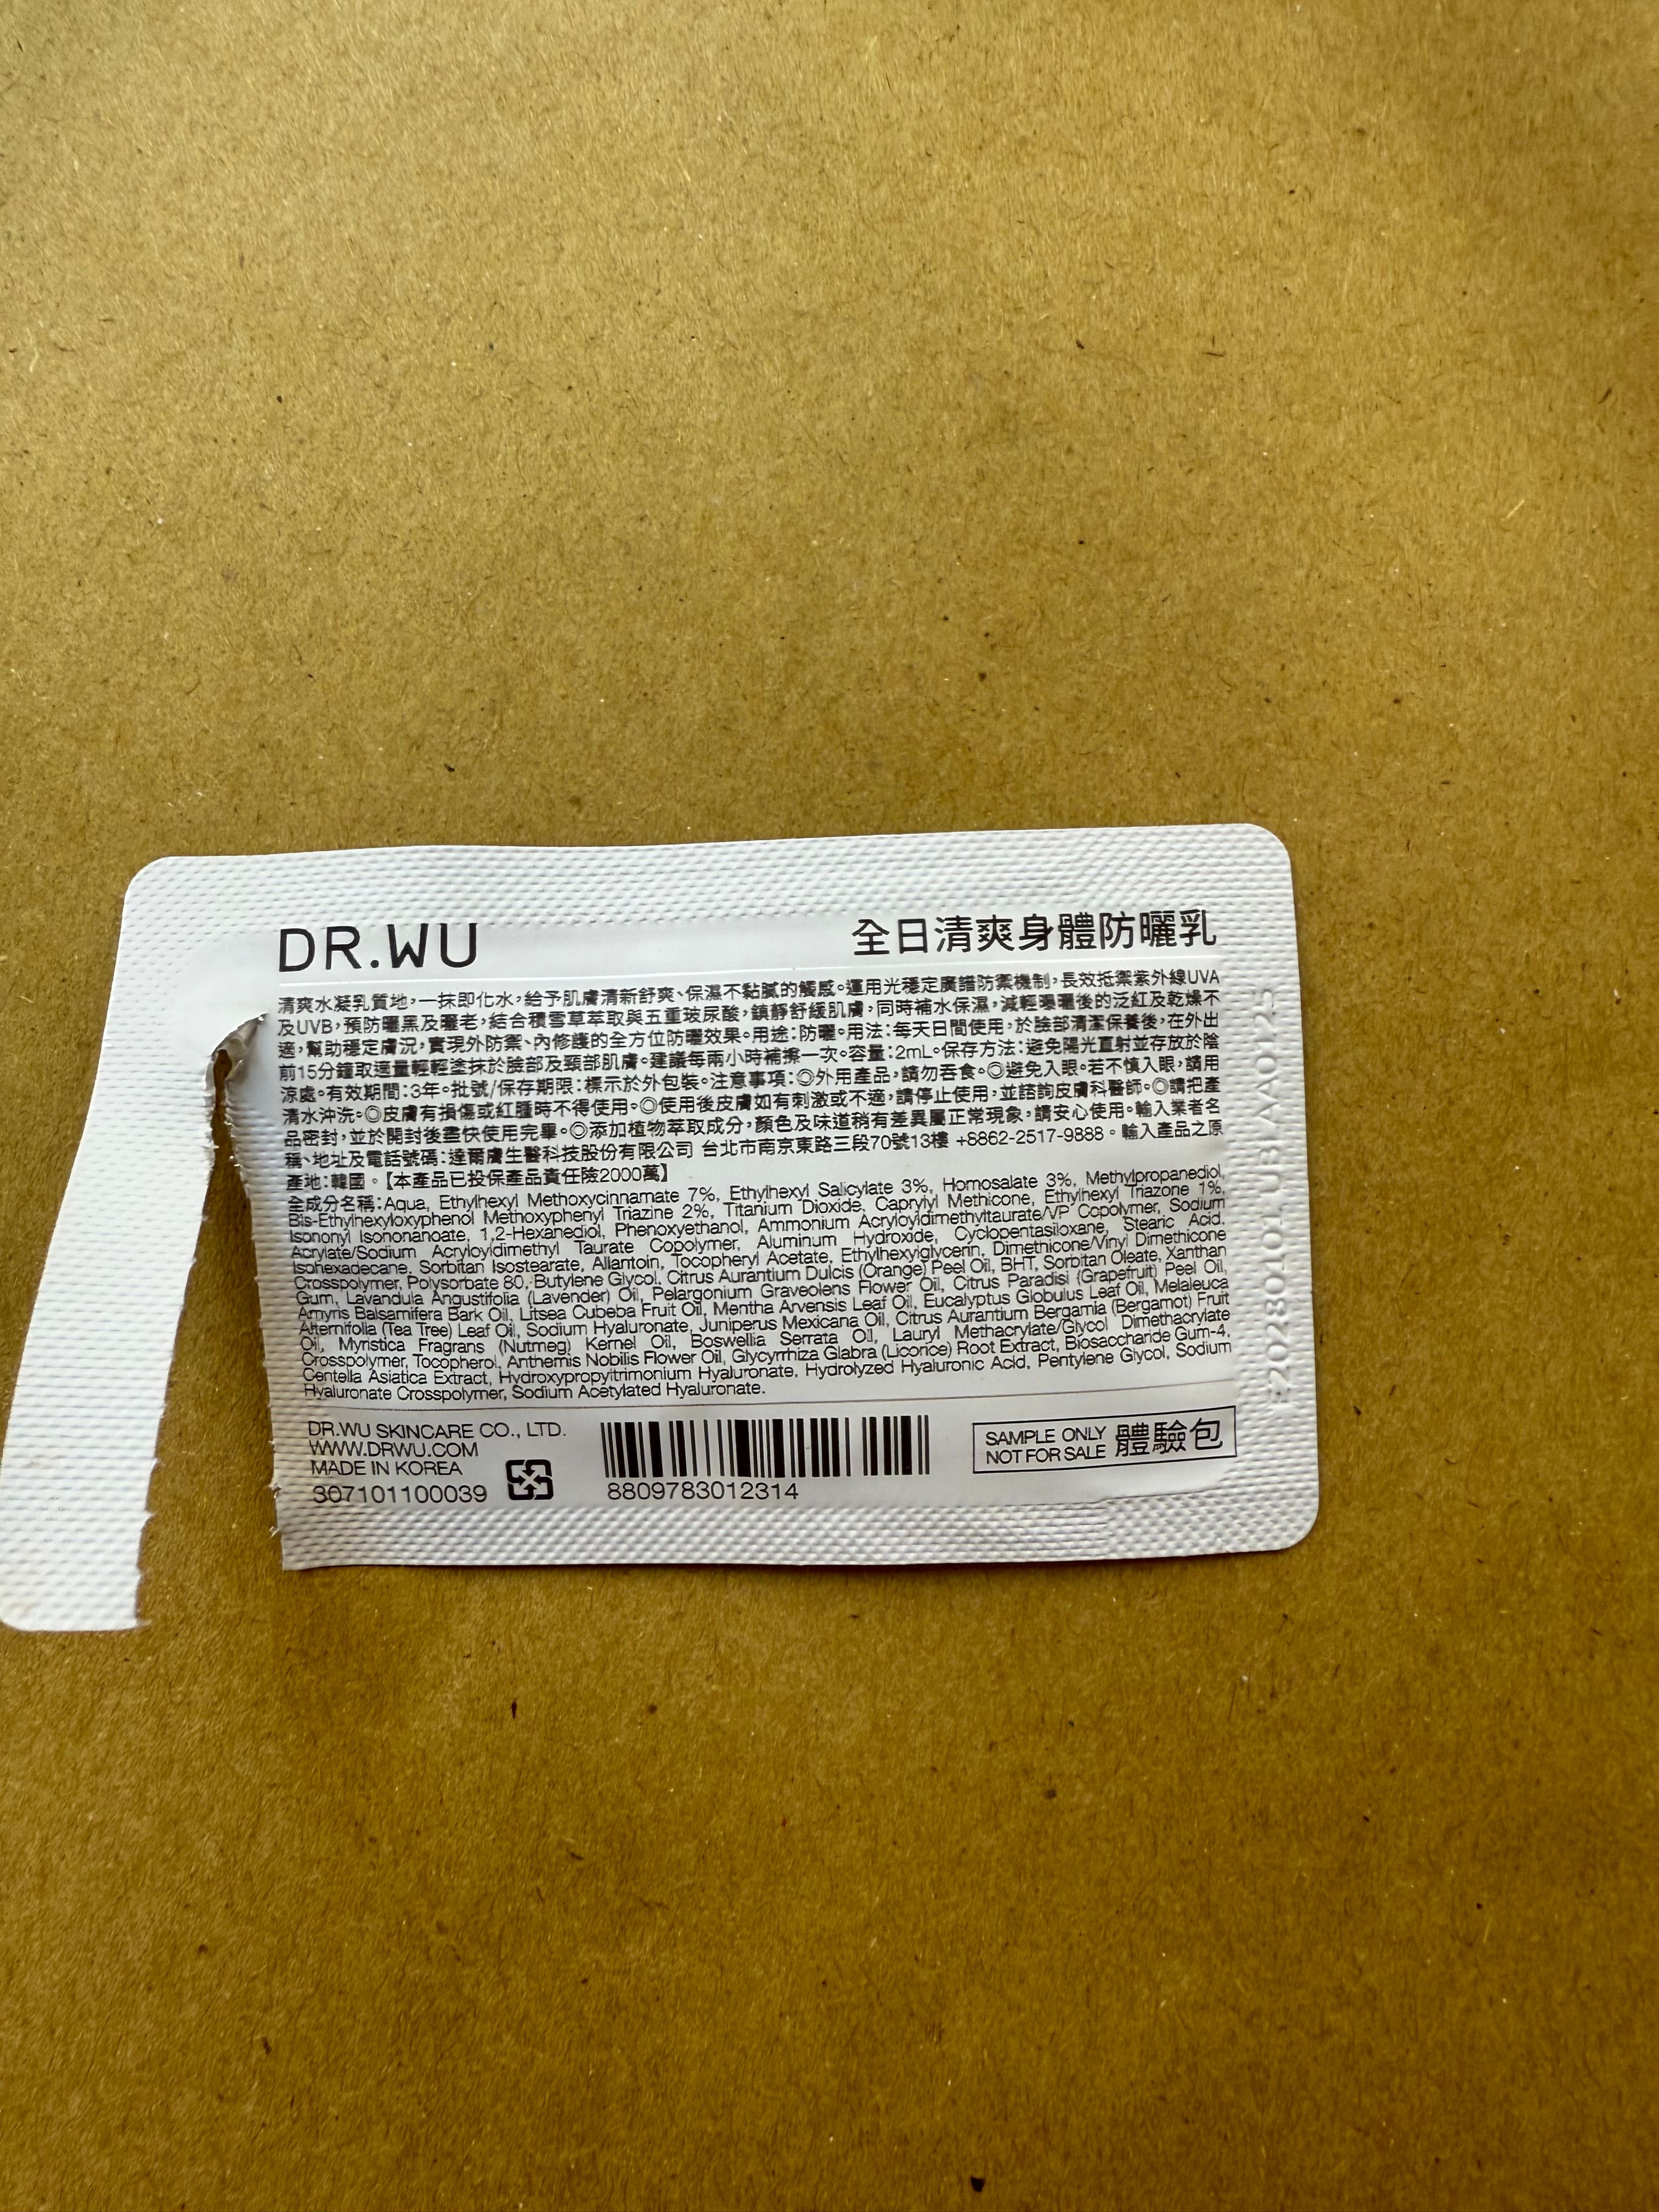 DR.WU
全日清爽身體防曬乳
清爽水凝乳質地,一抹即化水,給予肌膚清新舒爽、保濕不黏膩的觸感。運用光穩定廣譜防禦機制,長效抵禦紫外線UVA
及UVB,預防曬黑及曬老,結合積雪草萃取與五重玻尿酸,鎮靜舒緩肌膚,同時補水保濕,減輕曝曬後的泛紅及乾燥不
適,幫助穩定膚況,實現外防禦、內修護的全方位防曬效果。用途:防曬。用法:每天日間使用,於臉部清潔保養後,在外出
前15分鐘取適量輕輕塗抹於臉部及頸部肌膚。建議每兩小時補擦一次。容量:2mL。保存方法:避免陽光直射並存放於陰
涼處。有效期間:3年。批號/保存期限:標示於外包裝。注意事項:◎外用產品,請勿吞食。◎避免入眼。若不慎入眼,請用
清水沖洗。◎皮膚有損傷或紅腫時不得使用。◎使用後皮膚如有刺激或不適,請停止使用,並諮詢皮膚科醫師。◎請把產
品密封,並於開封後盡快使用完畢。◎添加植物萃取成分,顏色及味道稍有差異屬正常現象,請安心使用。輸入業者名
稱、地址及電話號碼:達爾膚生醫科技股份有限公司 台北市南京東路三段70號13樓 +8862-2517-9888。輸入產品之原
產地:韓國。【本產品已投保產品責任險2000萬】
全成分名稱:Aqua, Ethylhexyl Methoxycinnamate 7%, Ethylhexyl Salicylate 3%, Homosalate 3%, Methylpropanediol,
Bis-Ethylhexyloxyphenol Methoxyphenyl Triazine 2%, Titanium Dioxide, Caprylyl Methicone, Ethylhexyl Triazone 1%,
Isononyl Isononanoate, 1,2-Hexanediol, Phenoxyethanol, Ammonium Acryloyldimethyltaurate/VP Copolymer, Sodium
Acrylate/Sodium Acryloyldimethyl Taurate Copolymer, Aluminum Hydroxide, Cyclopentasiloxane, Stearic Acid.
Isohexadecane, Sorbitan Isostearate, Allantoin, Tocopheryl Acetate, Ethylhexylglycerin, Dimethicone/Vinyl Dimethicone
Crosspolymer, Polysorbate 80, Butylene Glycol, Citrus Aurantium Dulcis (Orange) Peel Oil, BHT, Sorbitan Oleate, Xanthan
Gum, Lavandula Angustifolia (Lavender) Oil, Pelargonium Graveolens Flower Oil, Citrus Paradisi (Grapefruit) Peel Oil,
Amyris Balsamifera Bark Oil, Litsea Cubeba Fruit Oil, Mentha Arvensis Leaf Oil, Eucalyptus Globulus Leaf Oil, Melaleuca
Alternifolia (Tea Tree) Leaf Oil, Sodium Hyaluronate, Juniperus Mexicana Oil, Citrus Aurantium Bergamia (Bergamot) Fruit
Oil, Myristica Fragrans (Nutmeg) Kernel Oil, Boswellia Serrata Oil, Lauryl Methacrylate/Glycol Dimethacrylate
Crosspolymer, Tocopherol, Anthemis Nobilis Flower Oil, Glycyrrhiza Glabra (Licorice) Root Extract, Biosaccharide Gum-4,
Centella Asiatica Extract, Hydroxypropyltrimonium Hyaluronate, Hydrolyzed Hyaluronic Acid, Pentylene Glycol, Sodium
Hyaluronate Crosspolymer, Sodium Acetylated Hyaluronate.
DR.WU SKINCARE CO., LTD.
WWW.DRWU.COM
MADE IN KOREA
307101100039
8809783012314
SAMPLE ONLY
NOT FOR SALE
體驗包